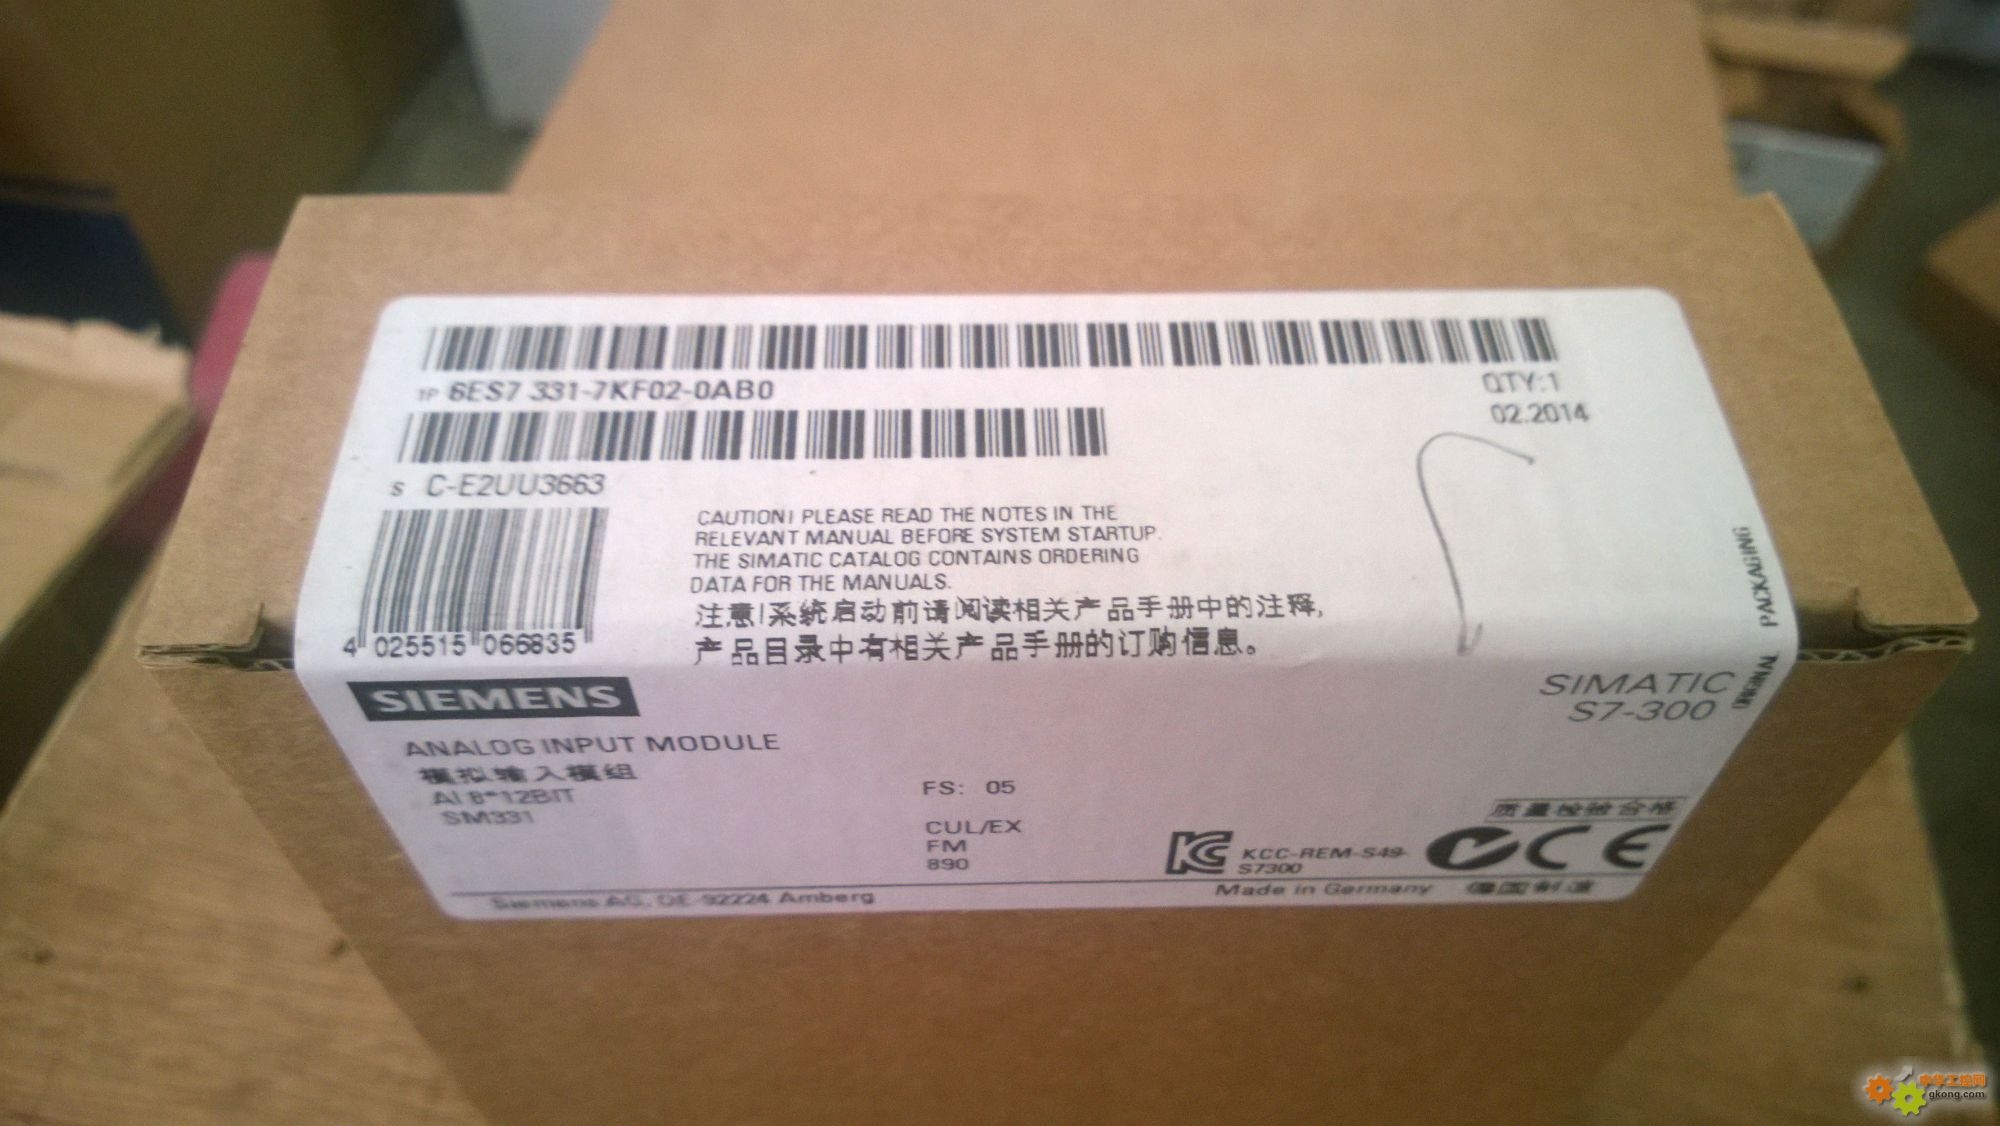 1P 6ES7 331-7KF02-0AB0
QTY:1
02.2014
S C-E2UU3663
CAUTION! PLEASE READ THE NOTES IN THE
RELEVANT MANUAL BEFORE SYSTEM STARTUP.
THE SIMATIC CATALOG CONTAINS ORDERING
DATA FOR THE MANUALS.
注意!系统启动前请阅读相关产品手册中的注释,
产品目录中有相关产品手册的订购信息。
4 025515 066835
ORIGINAL PACKAGING
SIEMENS
SIMATIC
S7-300
ANALOG INPUT MODULE
模拟输入模组
AI 8*12BIT
SM331
FS: 05
CUL/EX
FM
890
质量检验合格
KCC-REM-S49-
S7300
CE
Siemens AG, DE-92224 Amberg
Made in Germany 德国制造
中华工控网
gkong.com